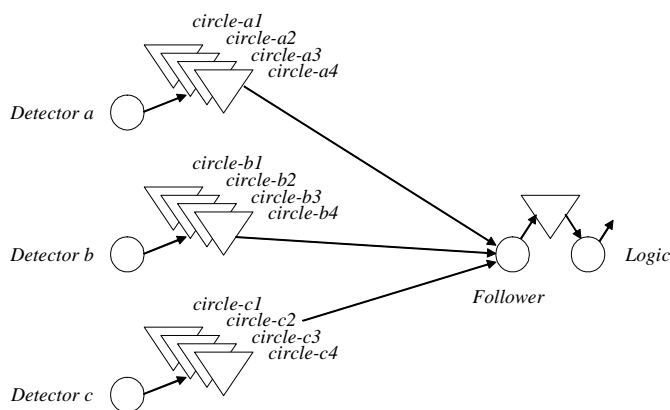 circle-a1
circle-a2
circle-a3
circle-a4
Detector a
circle-b1
circle-b2
circle-b3
circle-b4
Detector b
Logic
Follower
circle-c1
circle-c2
circle-c3
circle-c4
Detector c